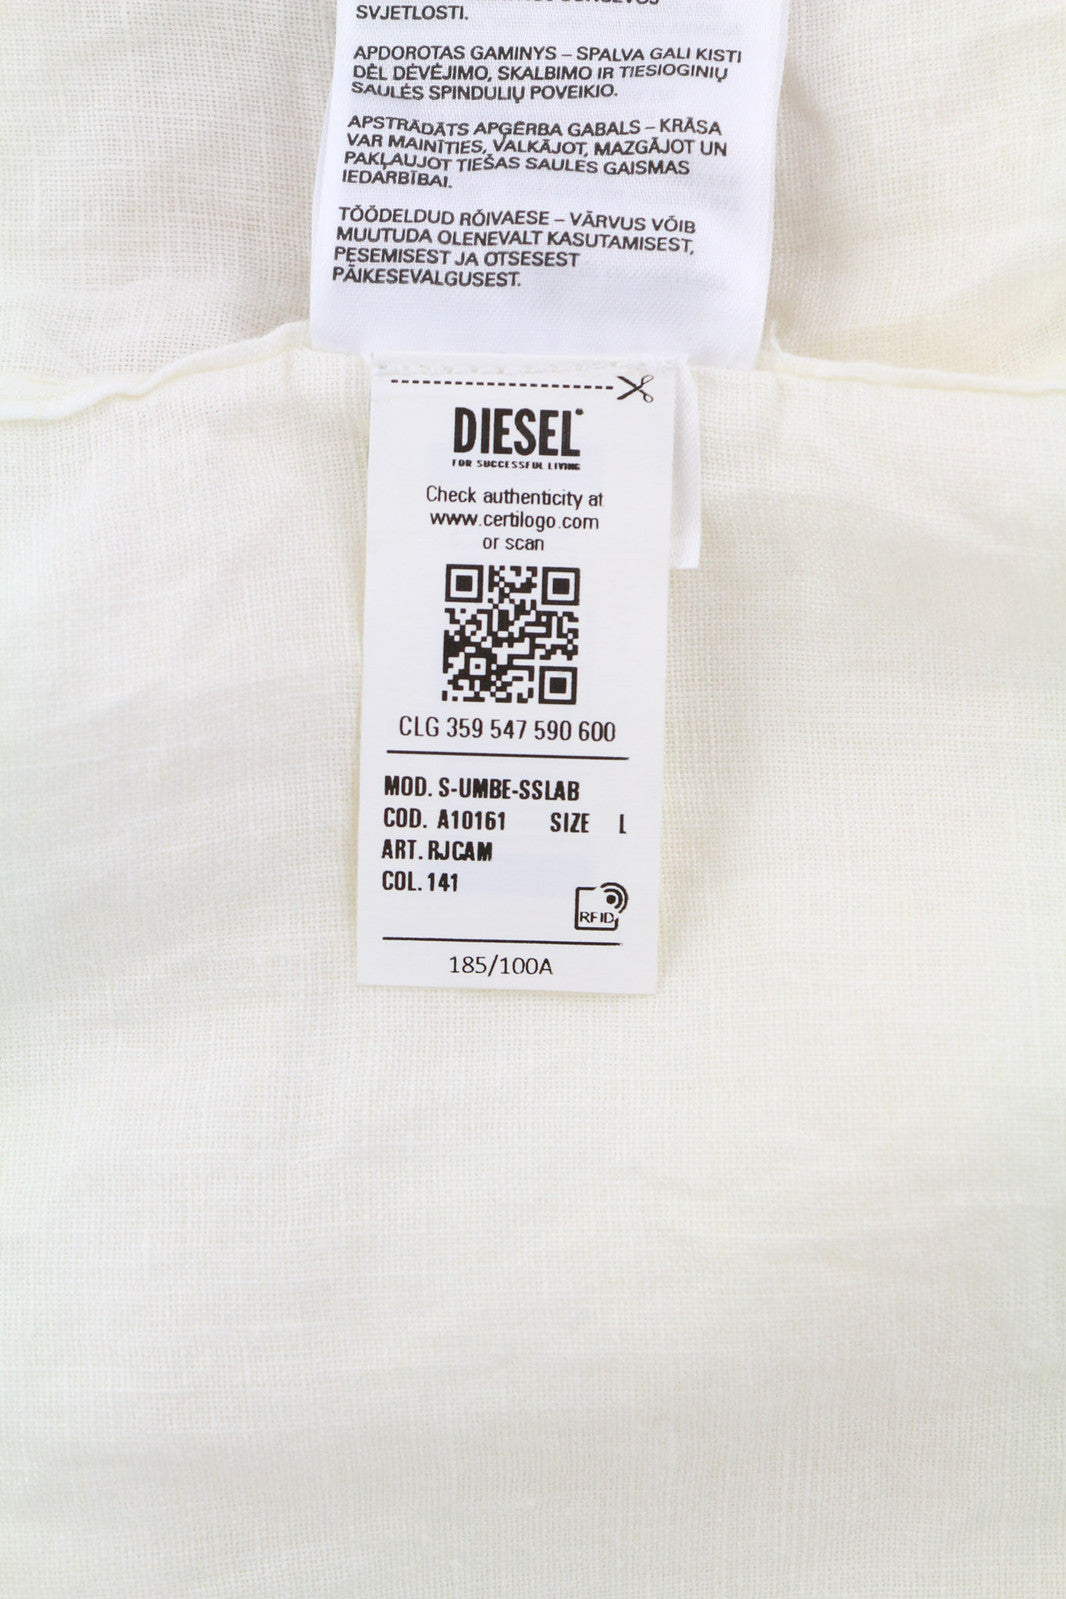 SVJETLOSTI.
APDOROTAS GAMINYS – SPALVA GALI KISTI
DĖL DĖVĖJIMO, SKALBIMO IR TIESIOGINIŲ
SAULĖS SPINDULIŲ POVEIKIO.
APSTRĀDĀTS APĢĒRBA GABALS – KRĀSA
VAR MAINĪTIES, VALKĀJOT, MAZGĀJOT UN
PAKĻAUJOT TIEŠAS SAULES GAISMAS
IEDARBĪBAI.
TÖÖDELDUD RÕIVAESE – VÄRVUS VÕIB
MUUTUDA OLENEVALT KASUTAMISEST,
PESEMISEST JA OTSESEST
PÄIKESEVALGUSEST.
DIESEL
FOR SUCCESSFUL LIVING
Check authenticity at
www.certilogo.com
or scan
CLG 359 547 590 600
MOD. S-UMBE-SSLAB
COD. A10161 SIZE L
ART. RJCAM
COL. 141
RFID
185/100A